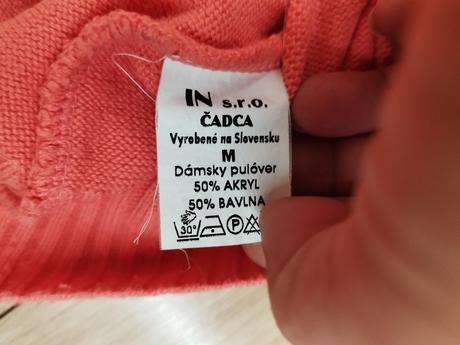 IN s.r.o.
ČADCA
Vyrobené na Slovensku
M
Dámsky pulóver
50% AKRYL
50% BAVLNA
30° P